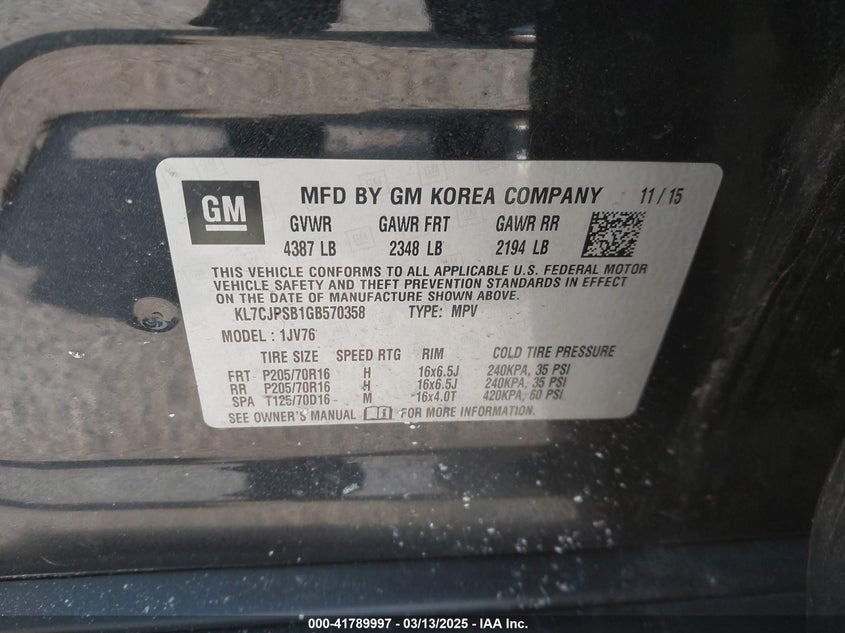 GM
MFD BY GM KOREA COMPANY 11/15
GVWR GAWR FRT GAWR RR
4387 LB 2348 LB 2194 LB
THIS VEHICLE CONFORMS TO ALL APPLICABLE U.S. FEDERAL MOTOR
VEHICLE SAFETY AND THEFT PREVENTION STANDARDS IN EFFECT
ON THE DATE OF MANUFACTURE SHOWN ABOVE.
KL7CJPSB1GB570358 TYPE: MPV
MODEL: 1JV76
TIRE SIZE SPEED RTG RIM COLD TIRE PRESSURE
FRT P205/70R16 H 16x6.5J 240KPA, 35 PSI
RR P205/70R16 H 16x6.5J 240KPA, 35 PSI
SPA T125/70D16 M 16x4.0T 420KPA, 60 PSI
SEE OWNER'S MANUAL FOR MORE INFORMATION.
000-41789997 - 03/13/2025 - IAA Inc.